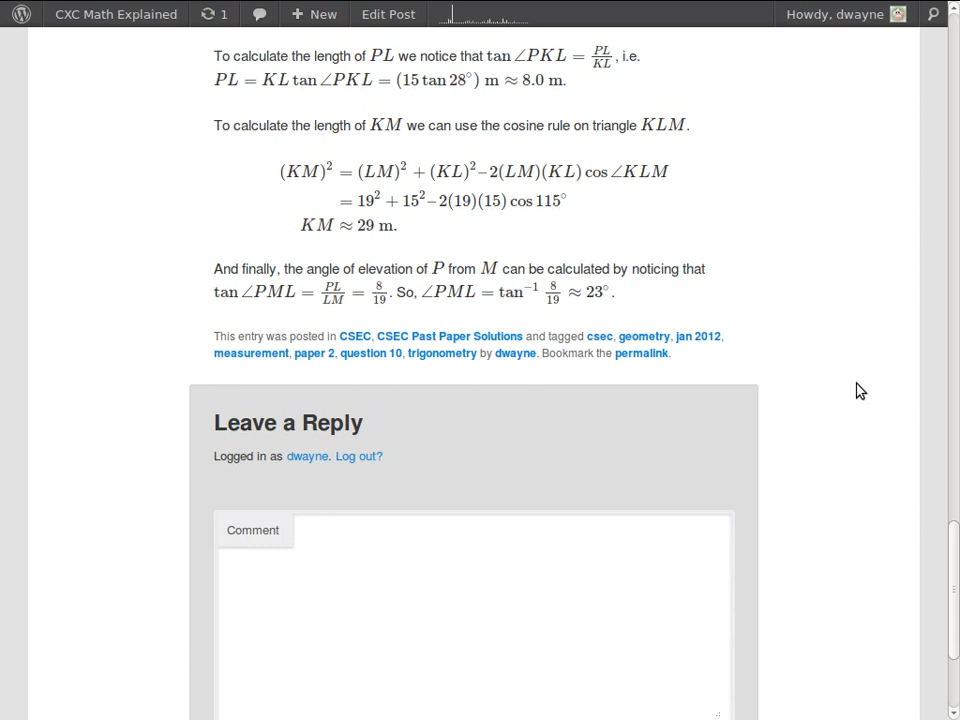 CXC Math Explained 1 + New Edit Post Howdy, dwayne
To calculate the length of PL we notice that tan ∠PKL = PL/KL, i.e.
PL = KL tan ∠PKL = (15 tan 28°) m ≈ 8.0 m.
To calculate the length of KM we can use the cosine rule on triangle KLM.
(KM)² = (LM)² + (KL)² – 2(LM)(KL) cos ∠KLM
= 19² + 15² – 2(19)(15) cos 115°
KM ≈ 29 m.
And finally, the angle of elevation of P from M can be calculated by noticing that
tan ∠PML = PL/LM = 8/19. So, ∠PML = tan⁻¹ 8/19 ≈ 23°.
This entry was posted in CSEC, CSEC Past Paper Solutions and tagged csec, geometry, jan 2012,
measurement, paper 2, question 10, trigonometry by dwayne. Bookmark the permalink.
Leave a Reply
Logged in as dwayne. Log out?
Comment